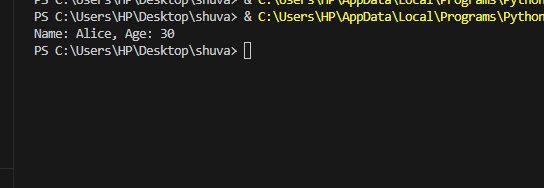 PS C:\Users\HP\Desktop\shuva> & C:\Users\HP\AppData\Local\Programs\Python
PS C:\Users\HP\Desktop\shuva> & C:\Users\HP\AppData\Local\Programs\Python
Name: Alice, Age: 30
PS C:\Users\HP\Desktop\shuva>